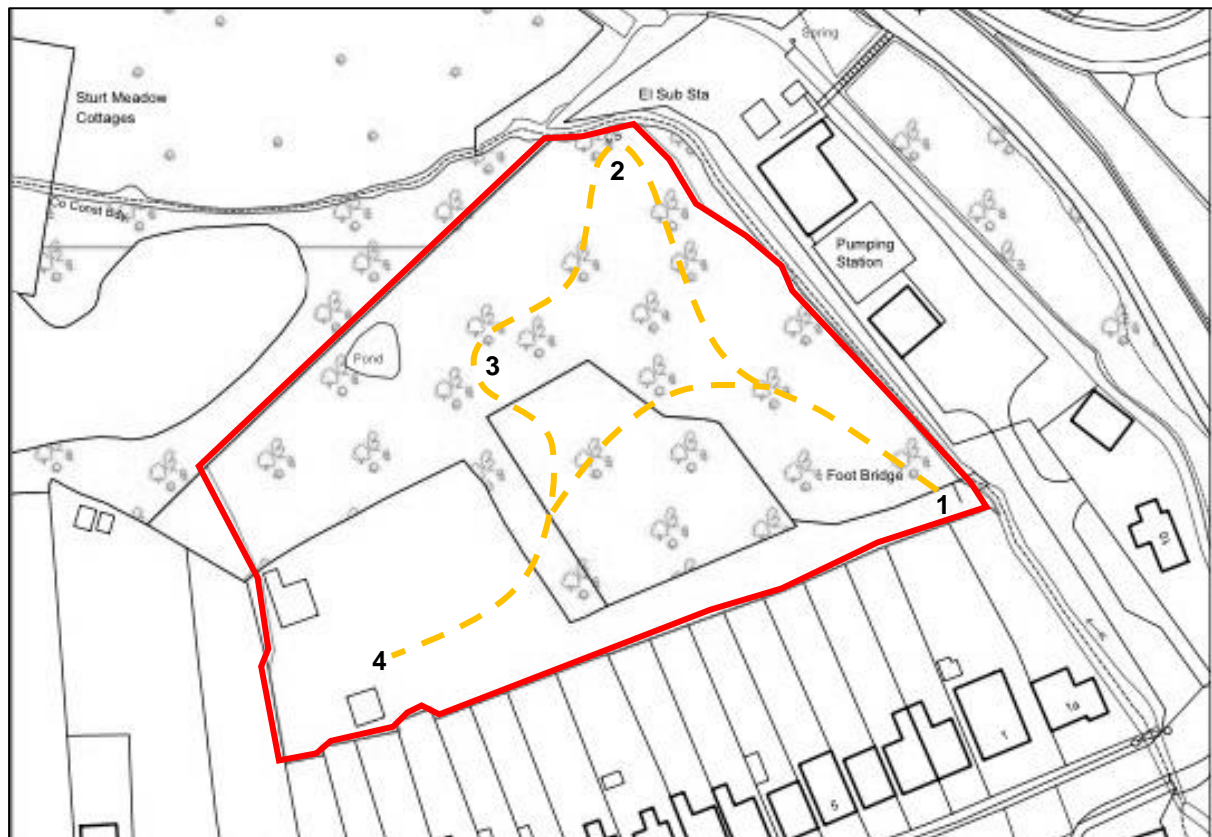 Spring
El Sub Sta
Sturt Meadow
Cottages
2
Co Const Bdy
Pumping
Station
3
Pond
Foot Bridge
1
4
1
1a
5